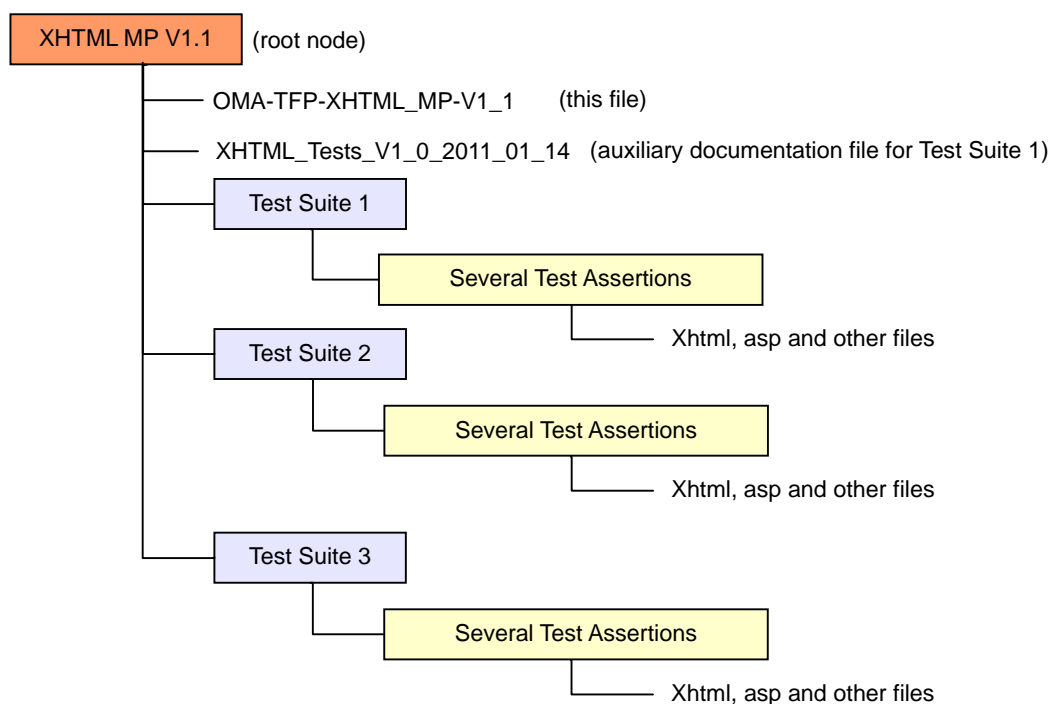 XHTML MP V1.1 (root node)
OMA-TFP-XHTML_MP-V1_1 (this file)
XHTML_Tests_V1_0_2011_01_14 (auxiliary documentation file for Test Suite 1)
Test Suite 1
Several Test Assertions
Xhtml, asp and other files
Test Suite 2
Several Test Assertions
Xhtml, asp and other files
Test Suite 3
Several Test Assertions
Xhtml, asp and other files